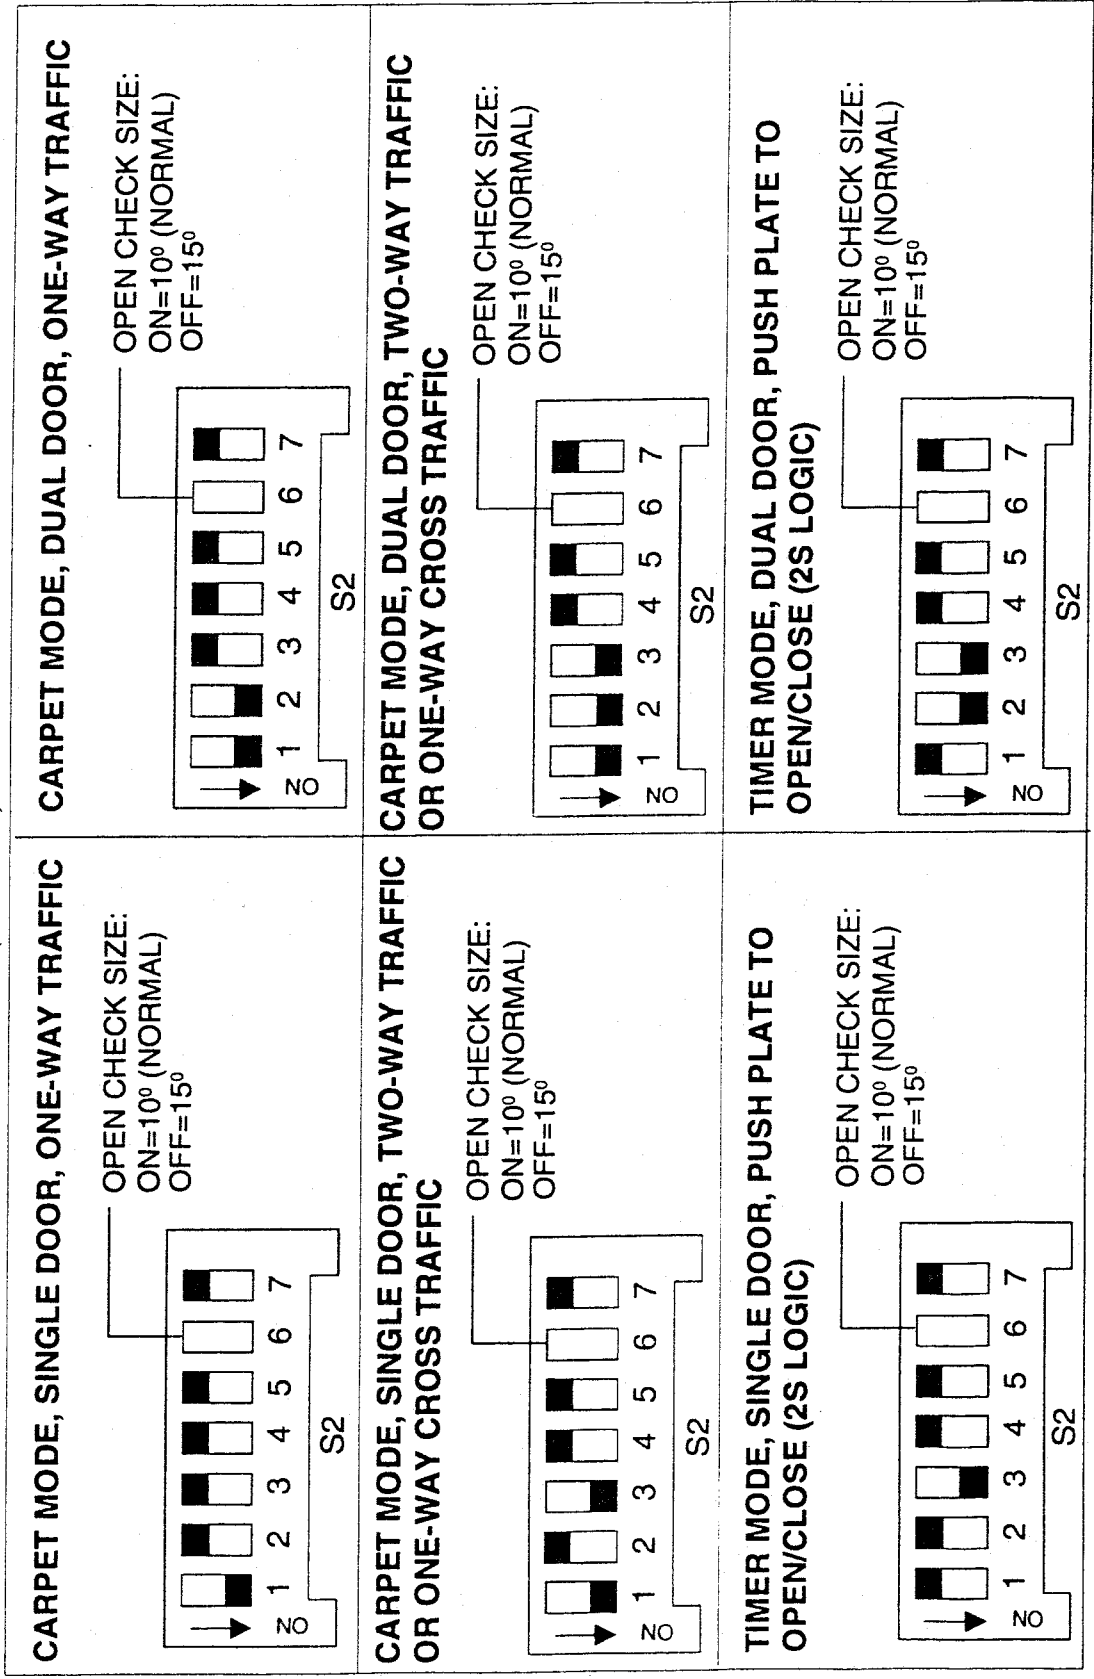 CARPET MODE, SINGLE DOOR, ONE-WAY TRAFFIC
OPEN CHECK SIZE:
ON=10⁰ (NORMAL)
OFF=15⁰
ON 1 2 3 4 5 6 7
S2
CARPET MODE, DUAL DOOR, ONE-WAY TRAFFIC
OPEN CHECK SIZE:
ON=10⁰ (NORMAL)
OFF=15⁰
ON 1 2 3 4 5 6 7
S2
CARPET MODE, SINGLE DOOR, TWO-WAY TRAFFIC
OR ONE-WAY CROSS TRAFFIC
OPEN CHECK SIZE:
ON=10⁰ (NORMAL)
OFF=15⁰
ON 1 2 3 4 5 6 7
S2
CARPET MODE, DUAL DOOR, TWO-WAY TRAFFIC
OR ONE-WAY CROSS TRAFFIC
OPEN CHECK SIZE:
ON=10⁰ (NORMAL)
OFF=15⁰
ON 1 2 3 4 5 6 7
S2
TIMER MODE, SINGLE DOOR, PUSH PLATE TO
OPEN/CLOSE (2S LOGIC)
OPEN CHECK SIZE:
ON=10⁰ (NORMAL)
OFF=15⁰
ON 1 2 3 4 5 6 7
S2
TIMER MODE, DUAL DOOR, PUSH PLATE TO
OPEN/CLOSE (2S LOGIC)
OPEN CHECK SIZE:
ON=10⁰ (NORMAL)
OFF=15⁰
ON 1 2 3 4 5 6 7
S2